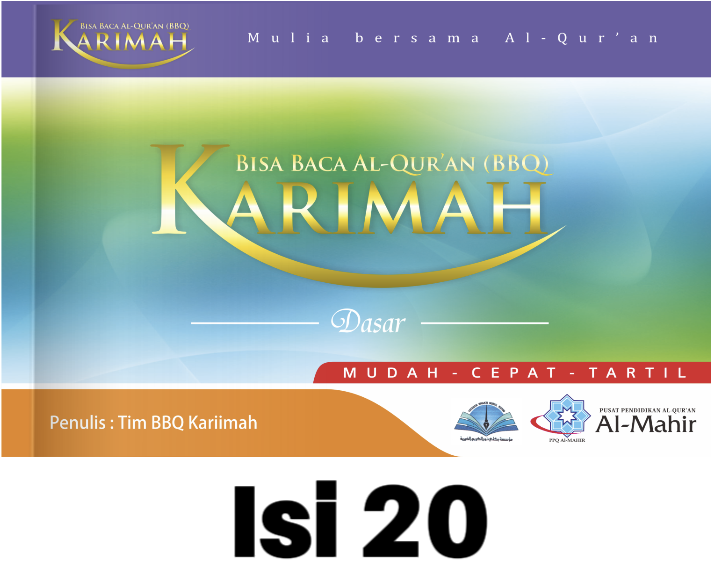 BISA BACA AL-QUR'AN (BBQ)
KARIMAH
Mulia bersama Al-Qur'an
BISA BACA AL-QUR'AN (BBQ)
KARIMAH
Dasar
MUDAH - CEPAT - TARTIL
Penulis : Tim BBQ Kariimah
PPQ AL-MAHIR
PUSAT PENDIDIKAN AL QUR'AN
Al-Mahir
Isi 20